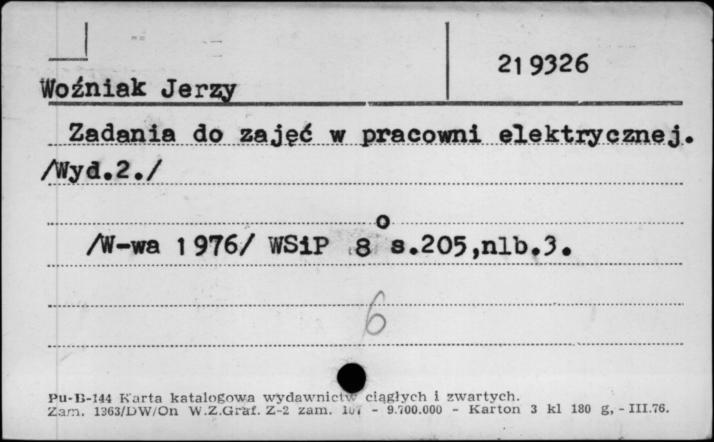 219326
Woźniak Jerzy
Zadania do zajęć w pracowni elektrycznej.
/Wyd.2./
/W-wa 1976/ WSiP 8° s.205,nlb.3.
6
Pu-B-144 Karta katalogowa wydawnictw ciągłych i zwartych.
Zam. 1363/DW/On W.Z.Graf. Z-2 zam. 107 - 9.700.000 - Karton 3 kl 180 g, - III.76.